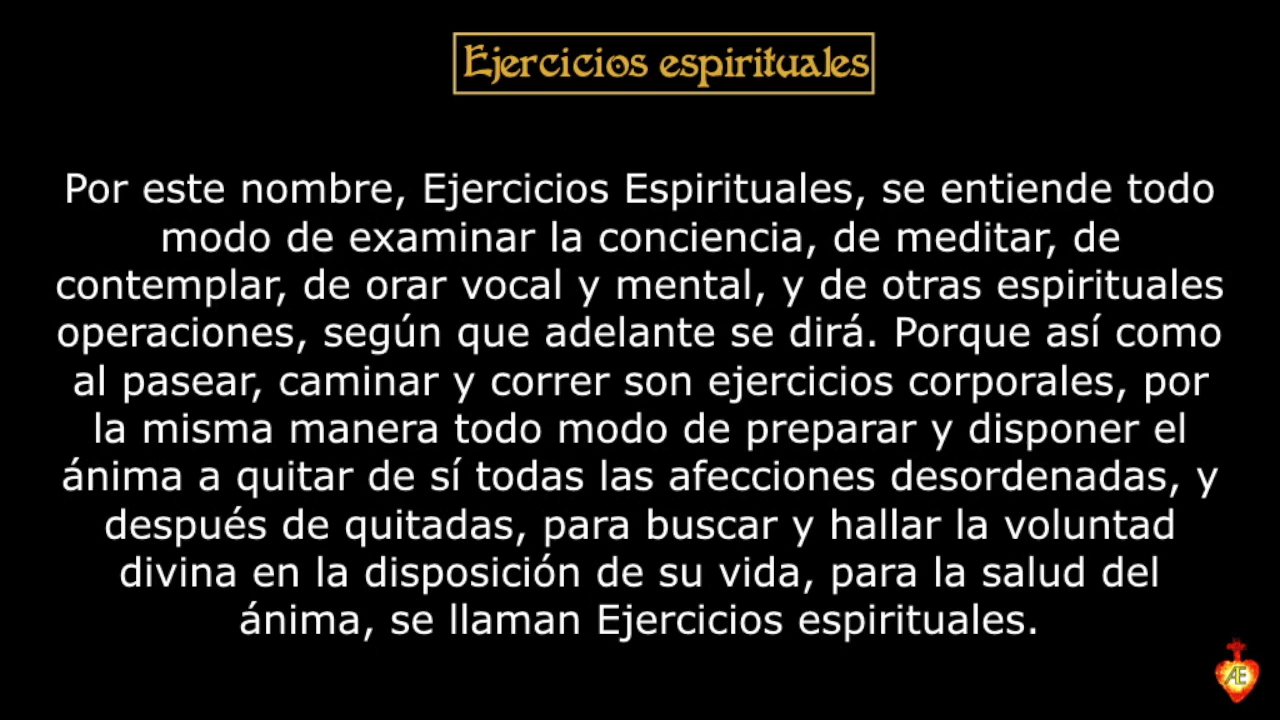 Ejercicios espirituales
Por este nombre, Ejercicios Espirituales, se entiende todo
modo de examinar la conciencia, de meditar, de
contemplar, de orar vocal y mental, y de otras espirituales
operaciones, según que adelante se dirá. Porque así como
al pasear, caminar y correr son ejercicios corporales, por
la misma manera todo modo de preparar y disponer el
ánima a quitar de sí todas las afecciones desordenadas, y
después de quitadas, para buscar y hallar la voluntad
divina en la disposición de su vida, para la salud del
ánima, se llaman Ejercicios espirituales.
Æ